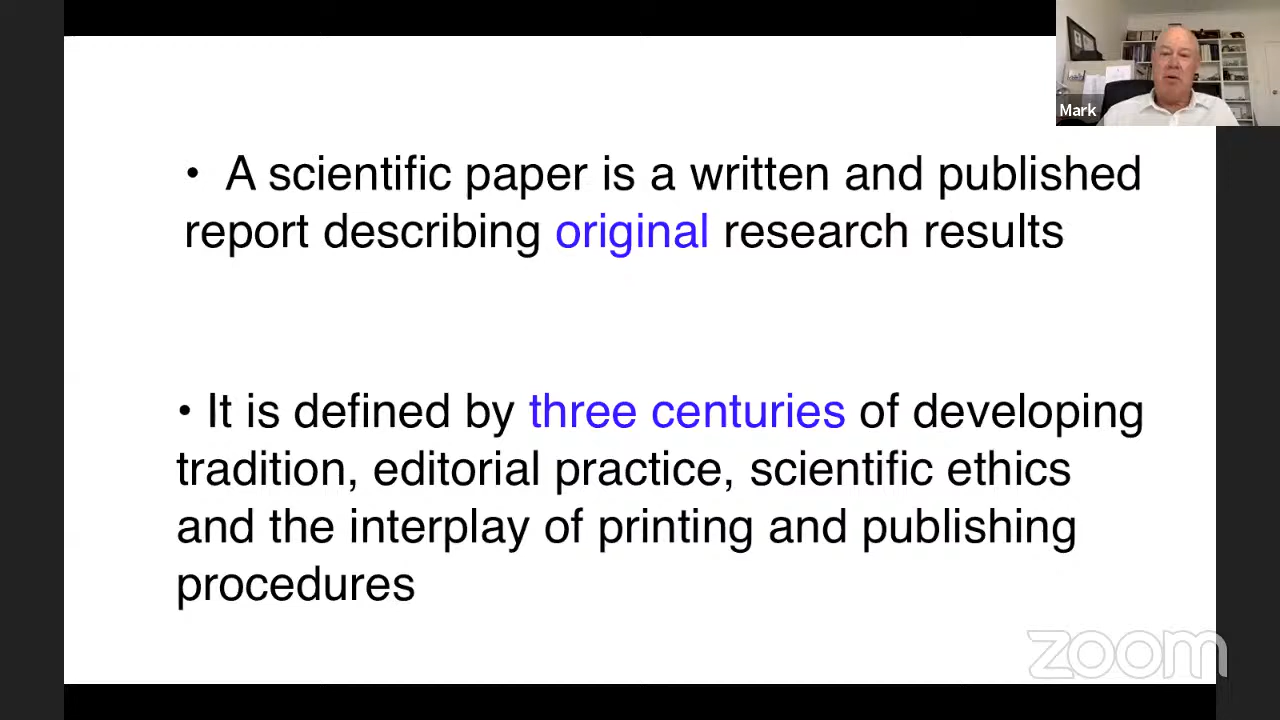 Mark
• A scientific paper is a written and published
report describing original research results
• It is defined by three centuries of developing
tradition, editorial practice, scientific ethics
and the interplay of printing and publishing
procedures
zoom